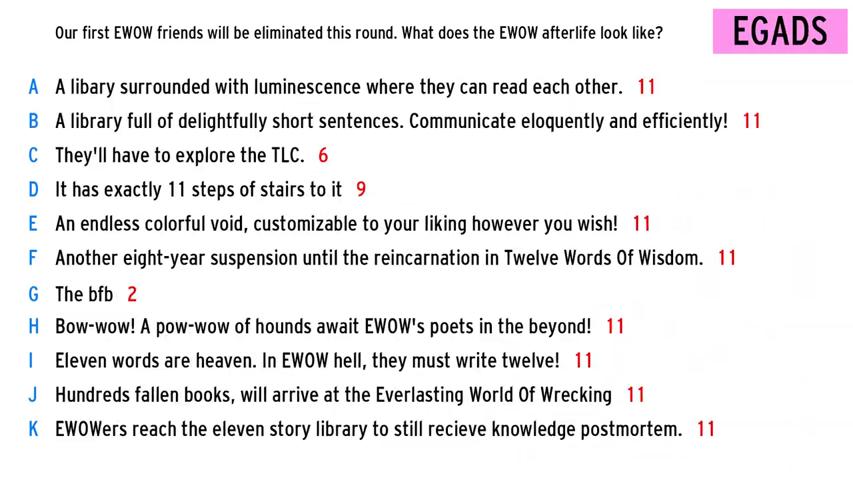 Our first EWOW friends will be eliminated this round. What does the EWOW afterlife look like?
EGADS
A A libary surrounded with luminescence where they can read each other. 11
B A library full of delightfully short sentences. Communicate eloquently and efficiently! 11
C They'll have to explore the TLC. 6
D It has exactly 11 steps of stairs to it 9
E An endless colorful void, customizable to your liking however you wish! 11
F Another eight-year suspension until the reincarnation in Twelve Words Of Wisdom. 11
G The bfb 2
H Bow-wow! A pow-wow of hounds await EWOW's poets in the beyond! 11
I Eleven words are heaven. In EWOW hell, they must write twelve! 11
J Hundreds fallen books, will arrive at the Everlasting World Of Wrecking 11
K EWOWers reach the eleven story library to still recieve knowledge postmortem. 11